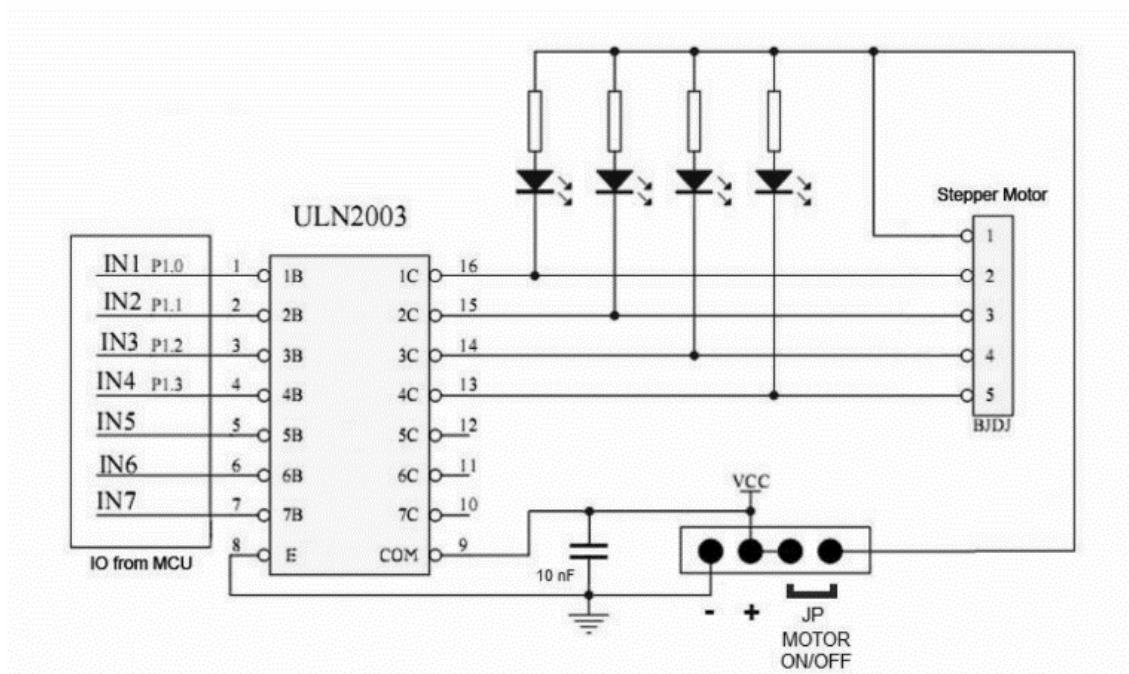 Stepper Motor
ULN2003
IN1 P1.0 1 1B 1C 16 1
IN2 P1.1 2 2B 2C 15 2
IN3 P1.2 3 3B 3C 14 3
IN4 P1.3 4 4B 4C 13 4
IN5 5 5B 5C 12 5
BJDJ
IN6 6 6B 6C 11
IN7 7 7B 7C 10
VCC
8 E COM 9
IO from MCU
10 nF
- +
JP
MOTOR
ON/OFF